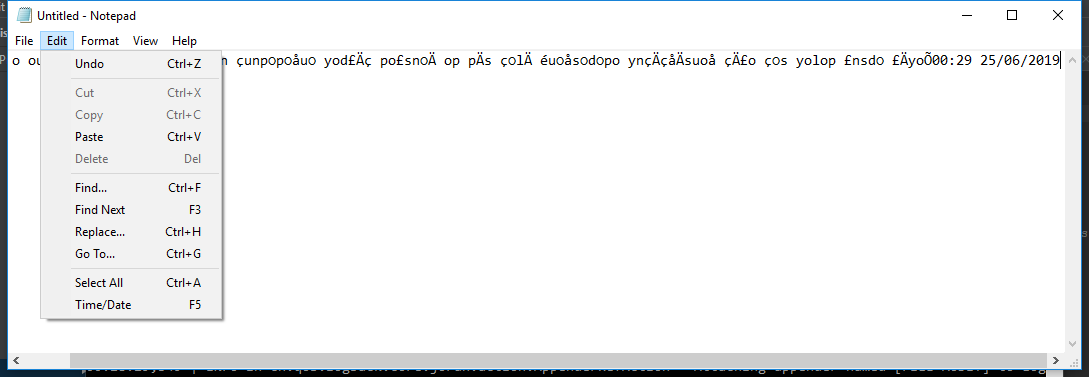 Untitled - Notepad
File Edit Format View Help
çunpopoåuo yod£Äç po£snoÄ op pÄs çolÄ éuoåsodopo ynçÄçåÄsuoå çÄ£o ços yolop £nsdo £ÄyoÕ00:29 25/06/2019
Undo Ctrl+Z
Cut Ctrl+X
Copy Ctrl+C
Paste Ctrl+V
Delete Del
Find... Ctrl+F
Find Next F3
Replace... Ctrl+H
Go To... Ctrl+G
Select All Ctrl+A
Time/Date F5